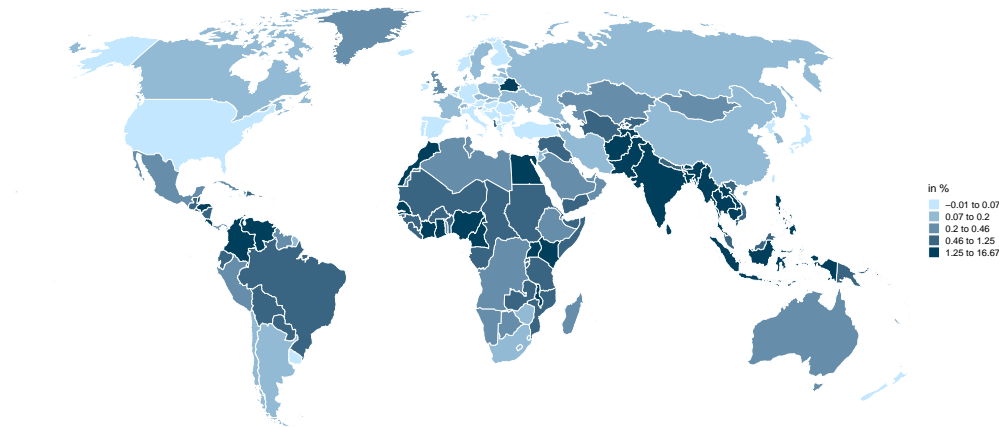 in %
−0.01 to 0.07
0.07 to 0.2
0.2 to 0.46
0.46 to 1.25
1.25 to 16.67